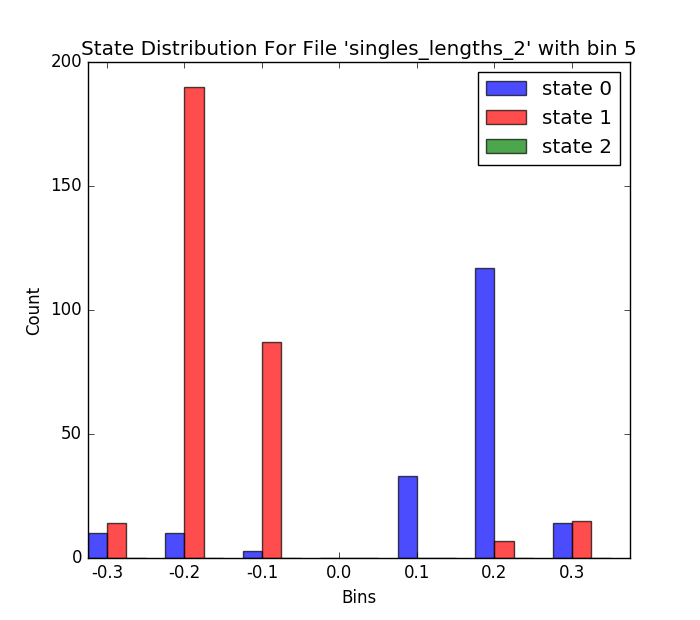 State Distribution For File 'singles_lengths_2' with bin 5
200
150
100
50
0
Count
state 0
state 1
state 2
-0.3 -0.2 -0.1 0.0 0.1 0.2 0.3
Bins